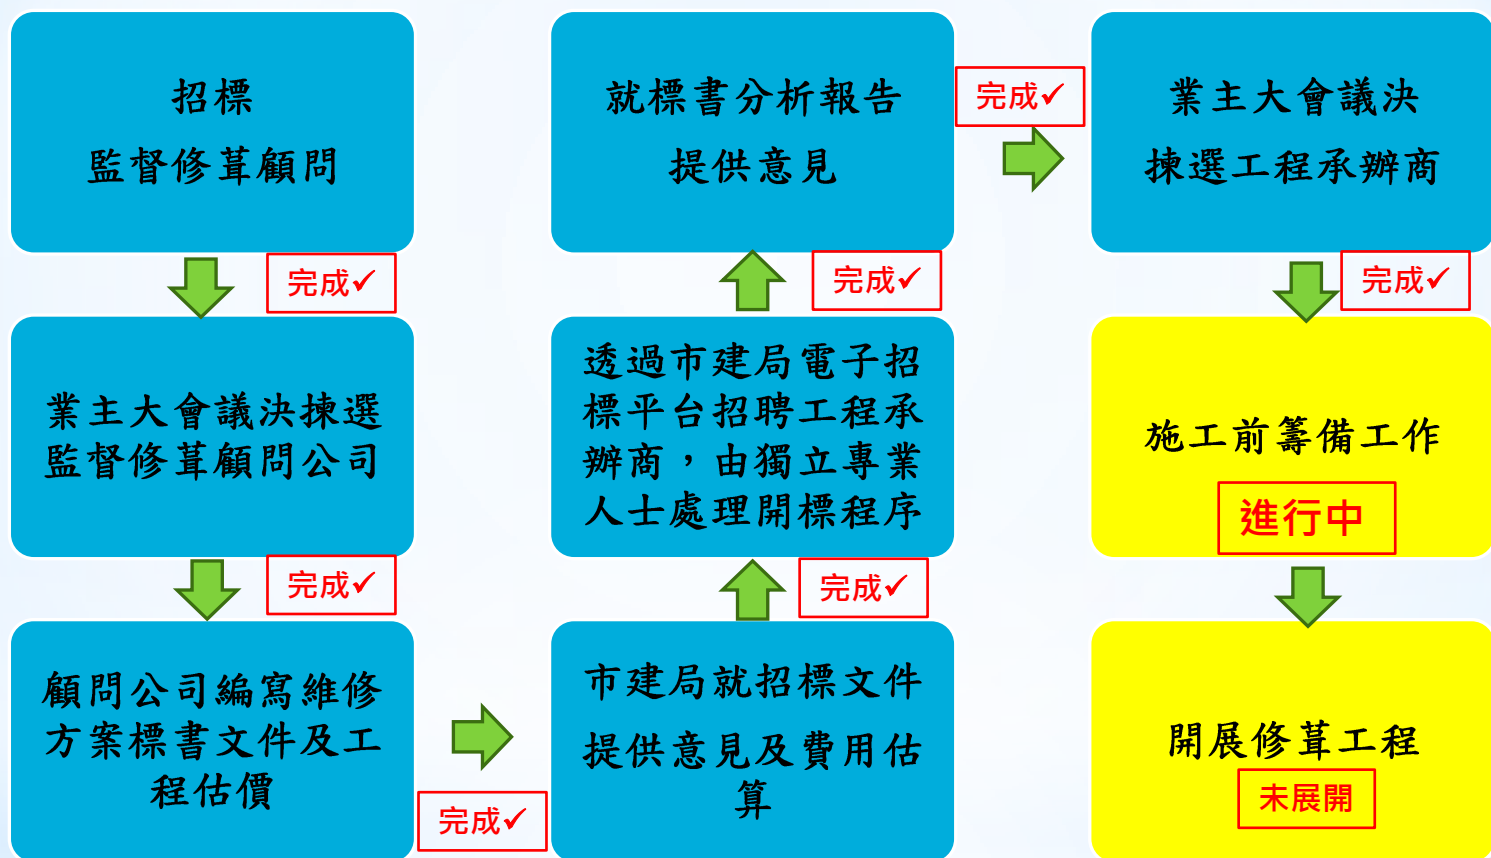 招標
監督修葺顧問
完成✓
業主大會議決揀選
監督修葺顧問公司
完成✓
顧問公司編寫維修
方案標書文件及工
程估價
完成✓
市建局就招標文件
提供意見及費用估
算
完成✓
透過市建局電子招
標平台招聘工程承
辦商，由獨立專業
人士處理開標程序
完成✓
就標書分析報告
提供意見
完成✓
業主大會議決
揀選工程承辦商
完成✓
施工前籌備工作
進行中
開展修葺工程
未展開